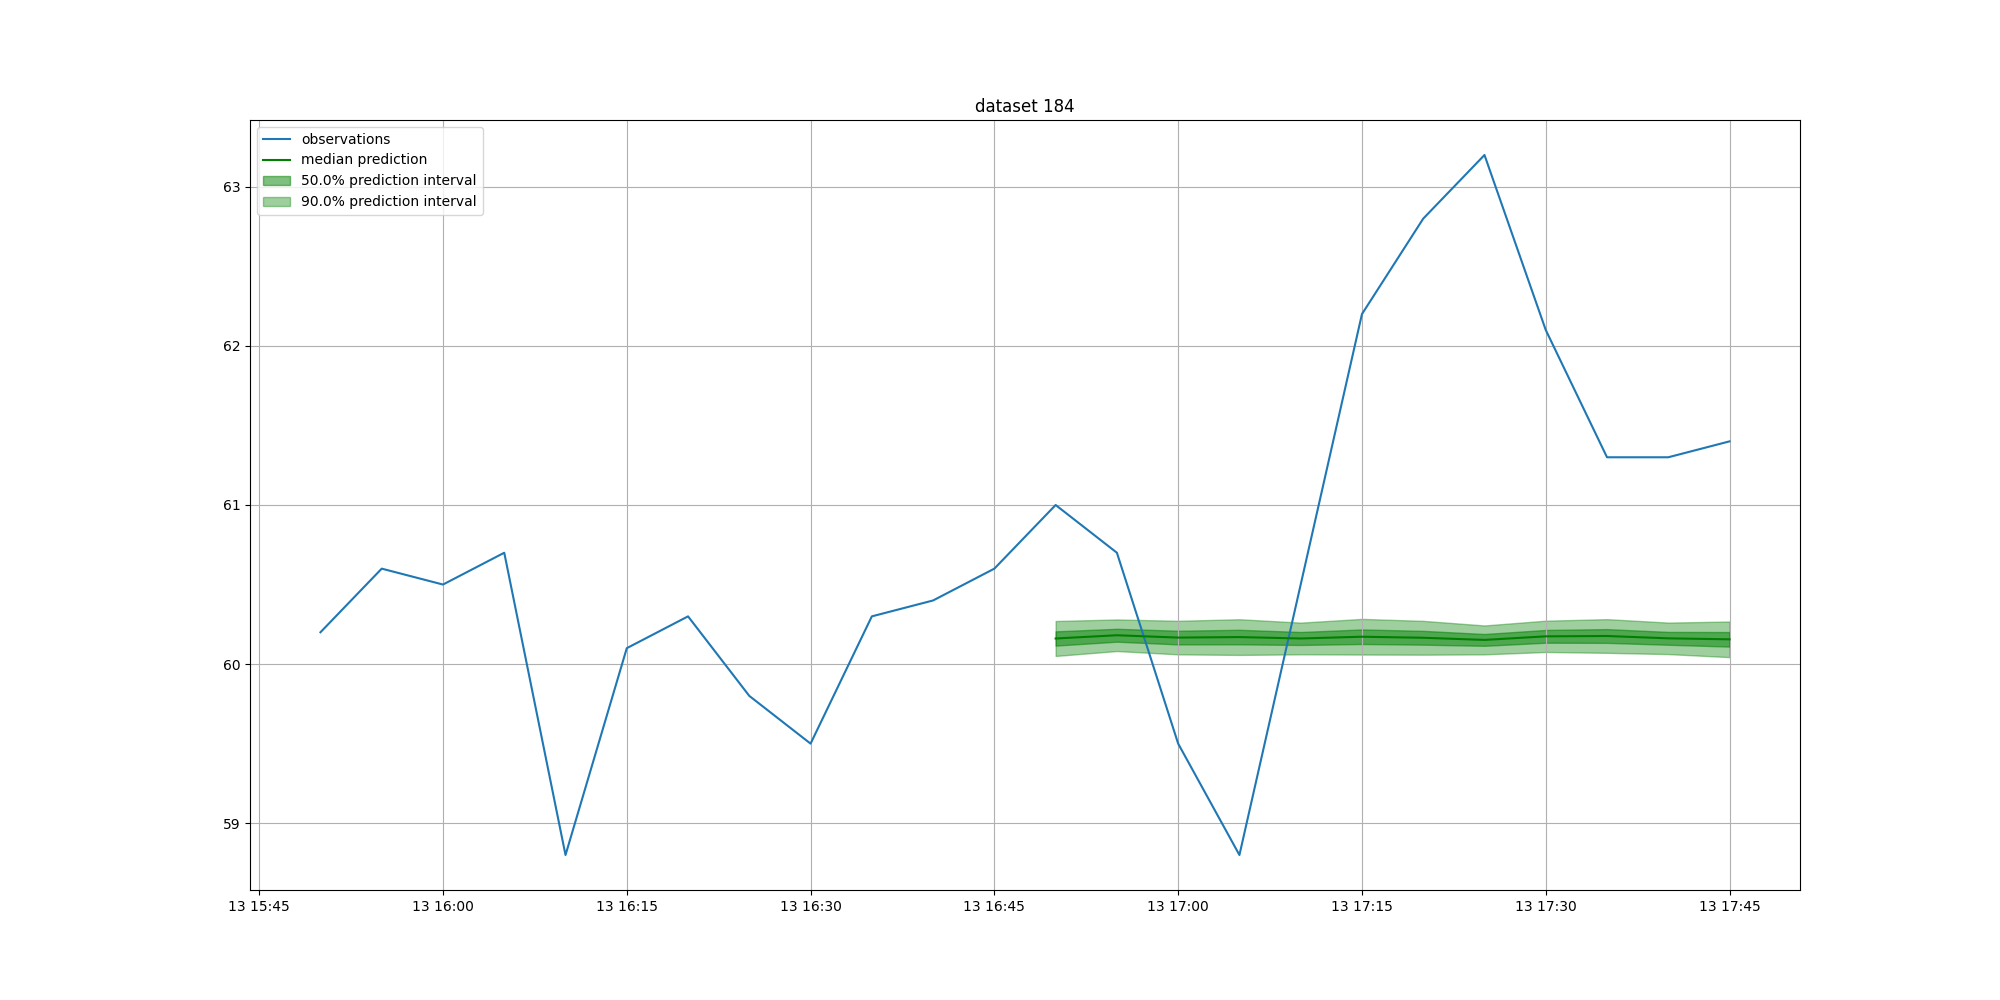 dataset 184
observations
median prediction
50.0% prediction interval
90.0% prediction interval
63
62
61
60
59
13 15:45
13 16:00
13 16:15
13 16:30
13 16:45
13 17:00
13 17:15
13 17:30
13 17:45